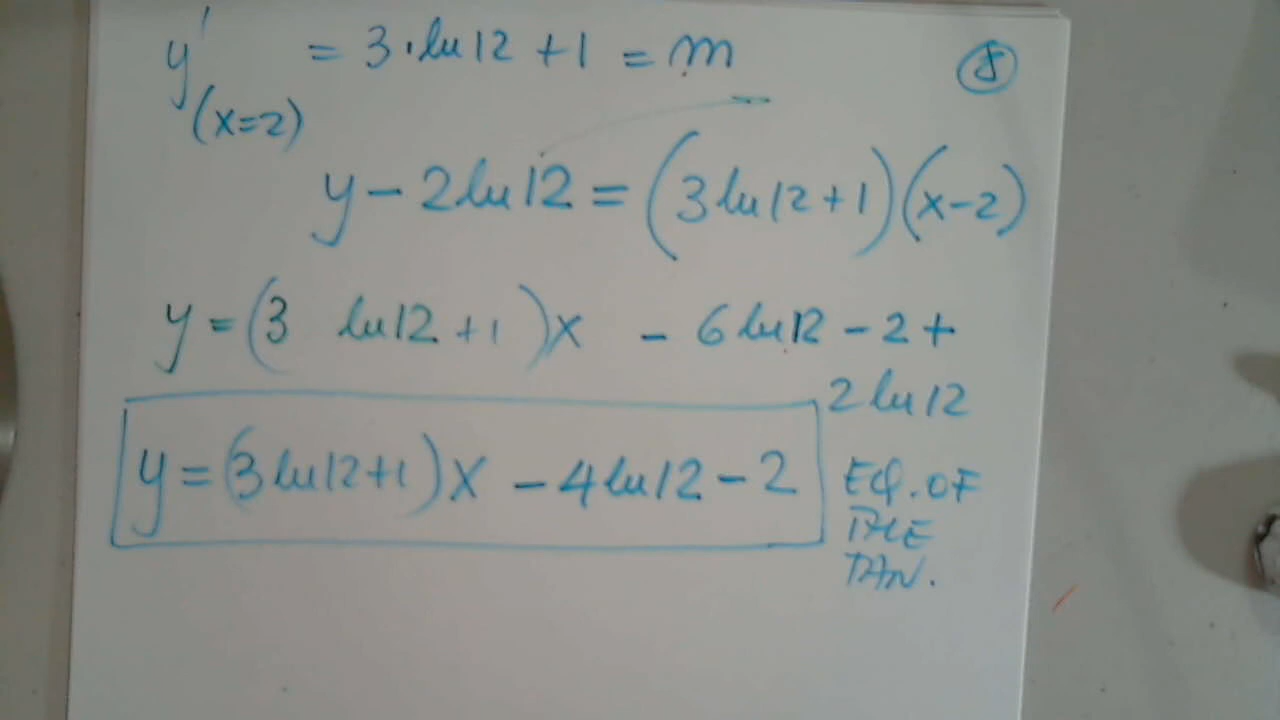 y'(x=2) = 3·ln12 + 1 = m
8
y - 2ln12 = (3ln12 + 1)(x-2)
y = (3 ln12 + 1)x - 6ln12 - 2 +
2ln12
y = (3ln12+1)x - 4ln12 - 2
EQ. OF
THE
TAN.